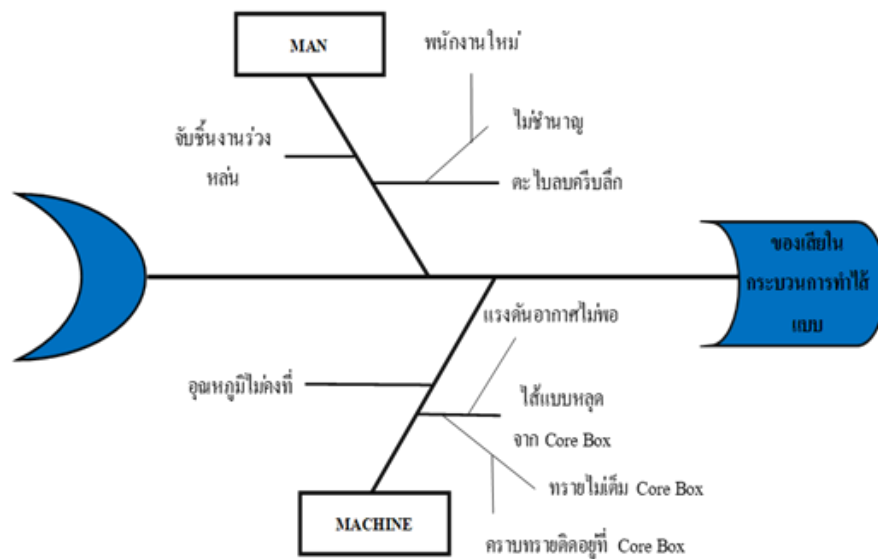 MAN
พนักงานใหม่
ไม่ชำนาญ
จับชิ้นงานร่วง
หล่น
ตะไบลบครีบลึก
ของเสียใน
กระบวนการทำไส้
แบบ
แรงดันอากาศไม่พอ
อุณหภูมิไม่คงที่
ไส้แบบหลุด
จาก Core Box
ทรายไม่เต็ม Core Box
MACHINE
คราบทรายติดอยู่ที่ Core Box